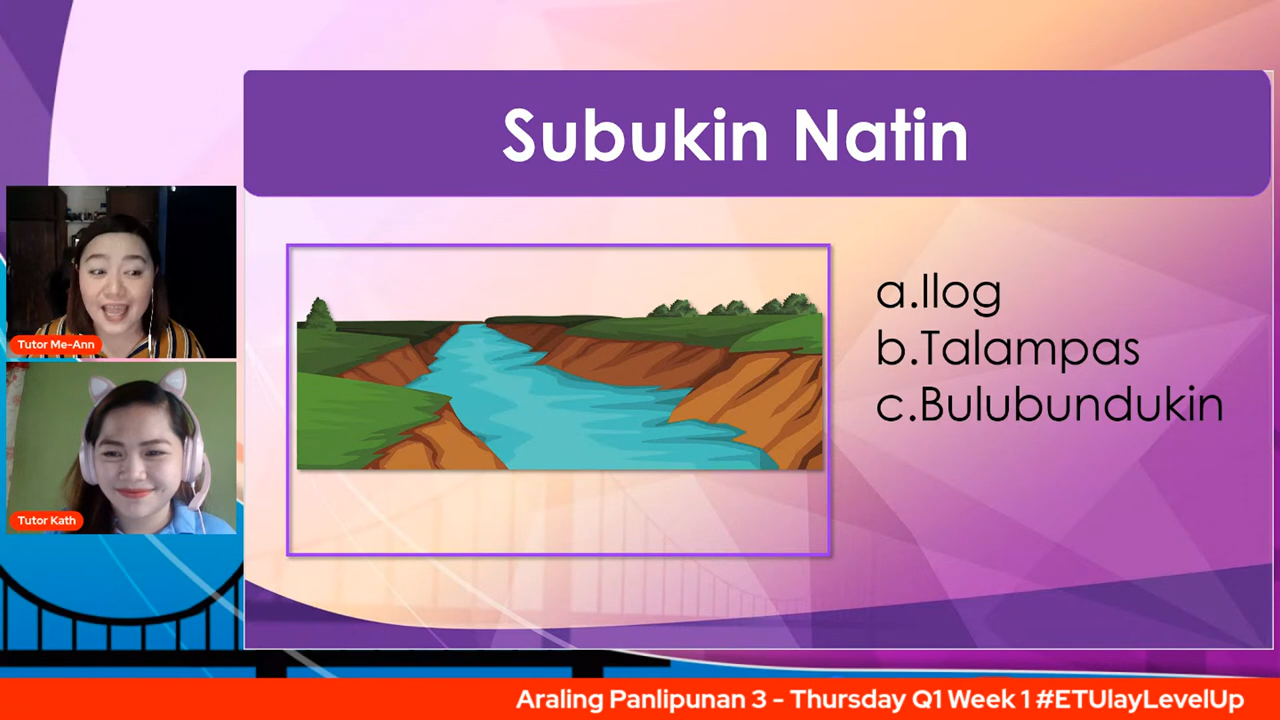 Subukin Natin
Tutor Me-Ann
Tutor Kath
a.Ilog
b.Talampas
c.Bulubundukin
Araling Panlipunan 3 - Thursday Q1 Week 1 #ETUlayLevelUp